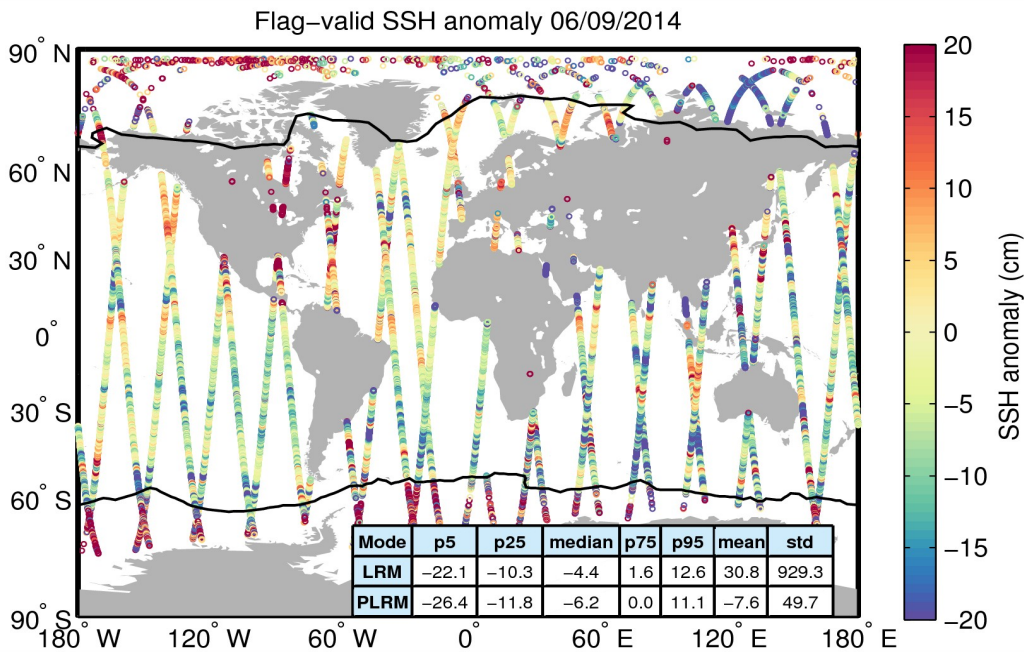 Flag−valid SSH anomaly 06/09/2014
90° N
60° N
30° N
0°
30° S
60° S
90° S
180° W
120° W
60° W
0°
60° E
120° E
180° E
Mode p5 p25 median p75 p95 mean std
LRM −22.1 −10.3 −4.4 1.6 12.6 30.8 929.3
PLRM −26.4 −11.8 −6.2 0.0 11.1 −7.6 49.7
20
15
10
5
0
−5
−10
−15
−20
SSH anomaly (cm)